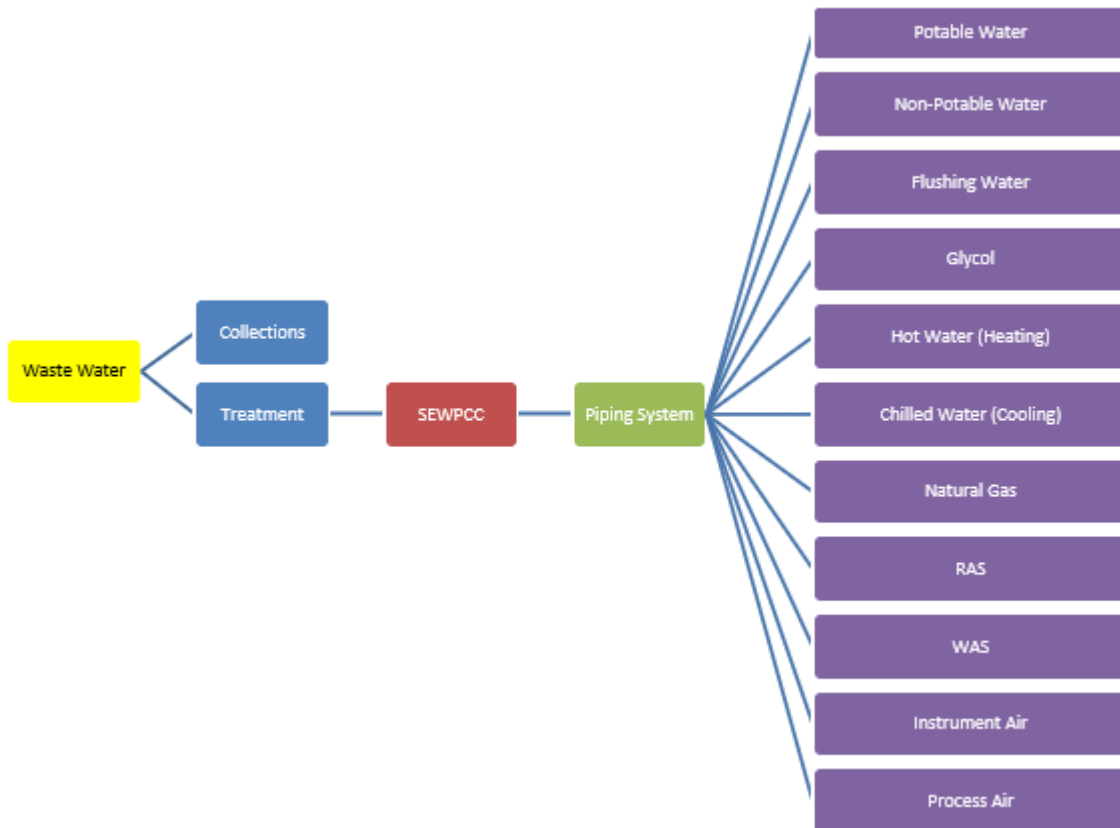 Waste Water
Collections
Treatment
SEWPCC
Piping System
Potable Water
Non-Potable Water
Flushing Water
Glycol
Hot Water (Heating)
Chilled Water (Cooling)
Natural Gas
RAS
WAS
Instrument Air
Process Air